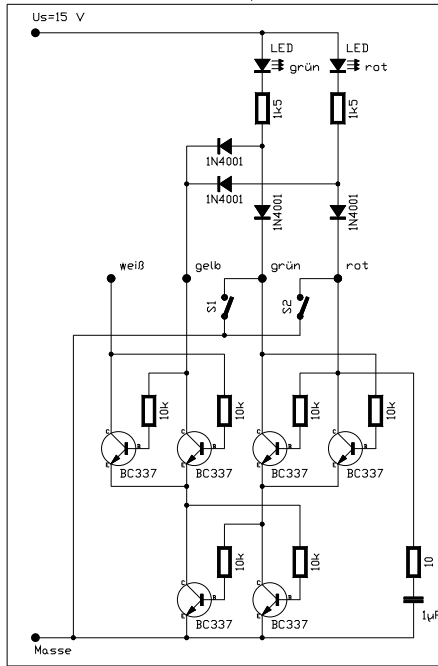 Us=15 V
LED LED
grün rot
1k5 1k5
1N4001
1N4001
1N4001 1N4001
weiß gelb grün rot
S1 S2
10k 10k 10k 10k
C C C C
B B B B
E E E E
BC337 BC337 BC337 BC337
10k 10k 10
C C
B B
E E
1µF
BC337 BC337
Masse